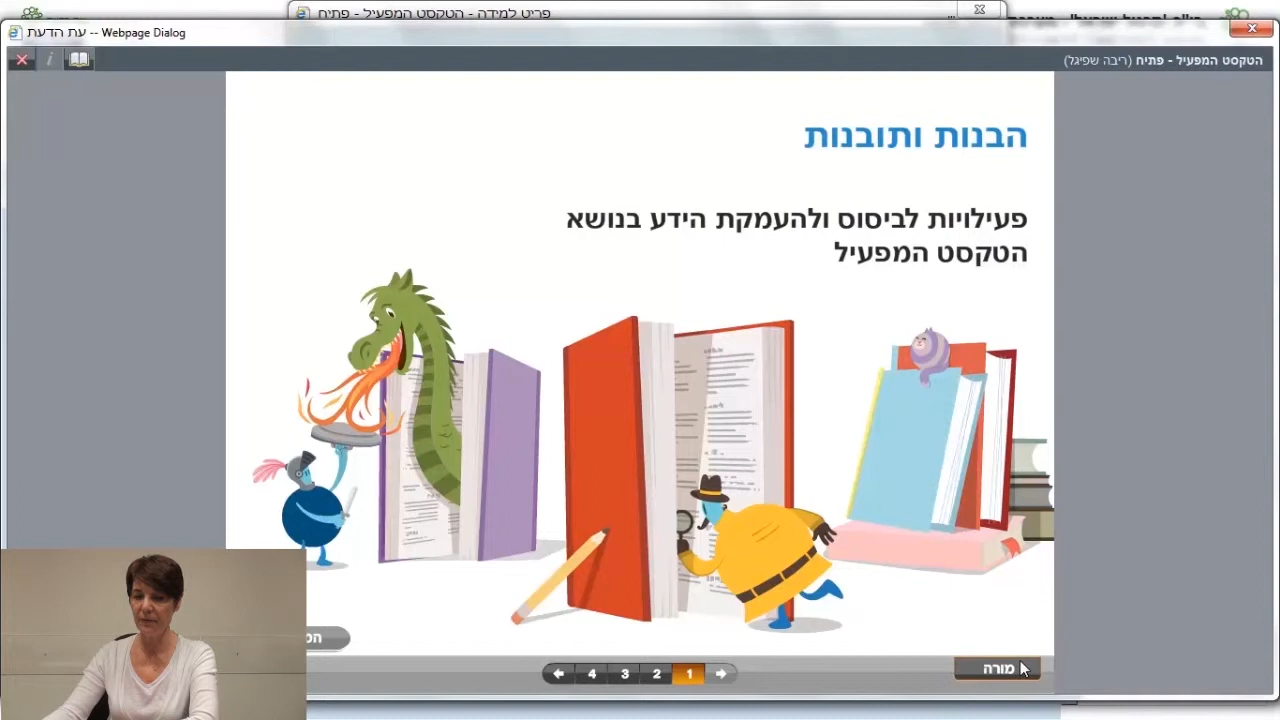 פריט למידה - הטקסט המפעיל - פתיח
עת הדעת -- Webpage Dialog
הטקסט המפעיל - פתיח (ריבה שפיגל)
הבנות ותובנות
פעילויות לביסוס ולהעמקת הידע בנושא
הטקסט המפעיל
מורה
1 2 3 4